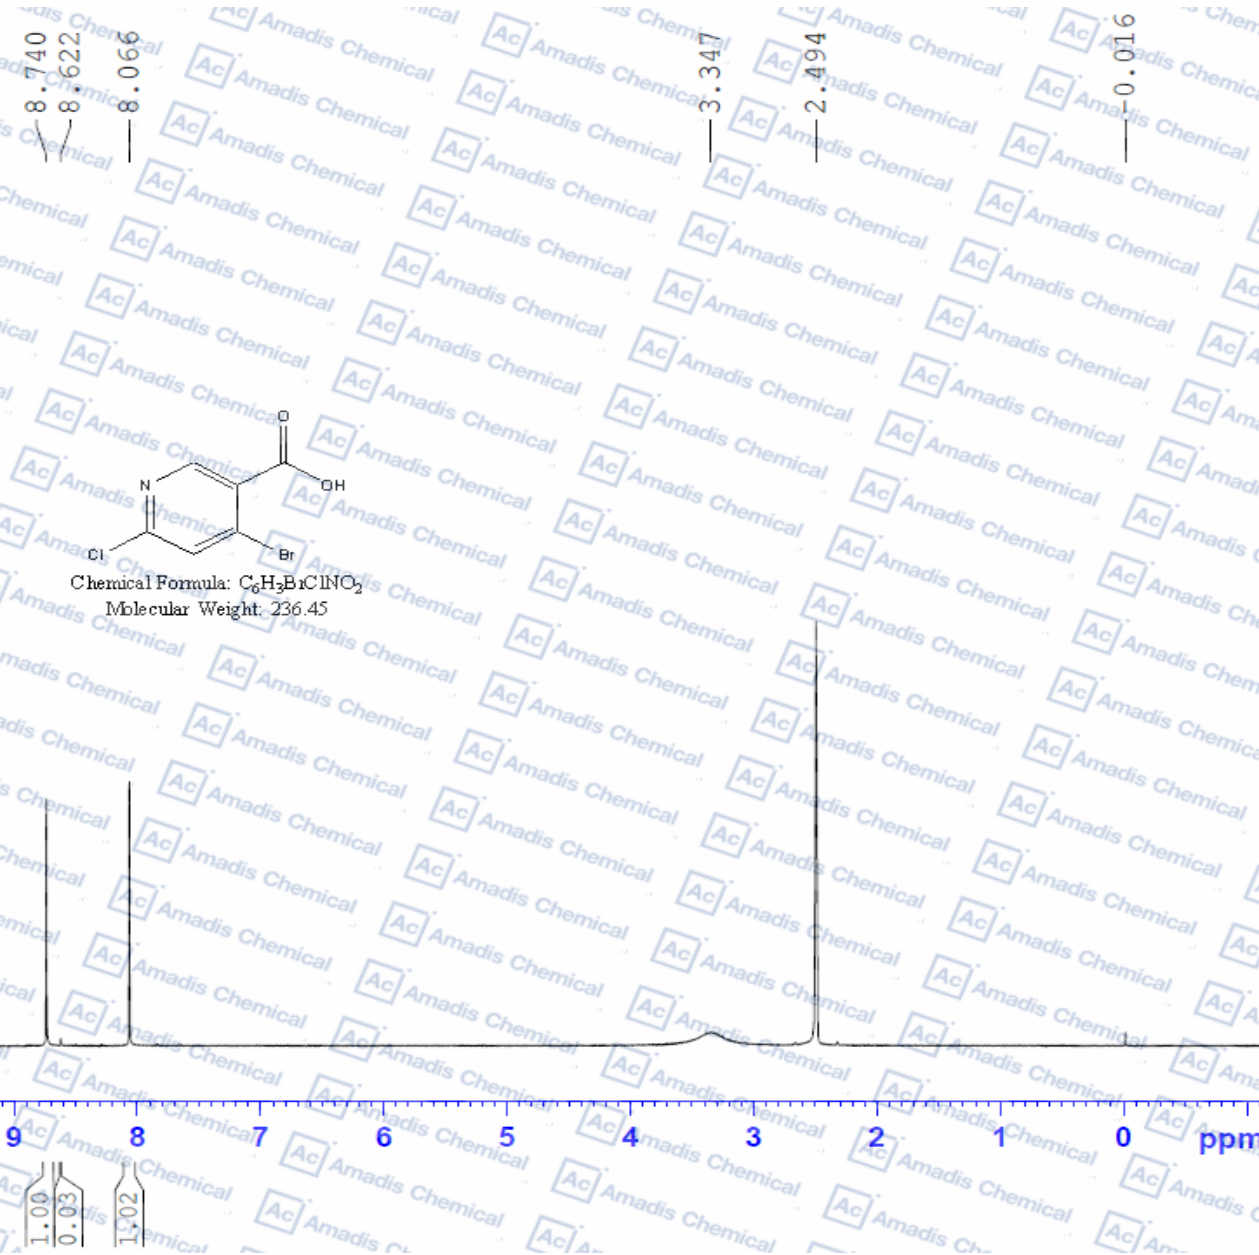 8.740
8.622
8.066
3.347
2.494
-0.016
O
N
OH
Cl
Br
Chemical Formula: C₆H₃BrClNO₂
Molecular Weight: 236.45
9 8 7 6 5 4 3 2 1 0 ppm
1.00
0.03
1.02
Ac Amadis Chemical